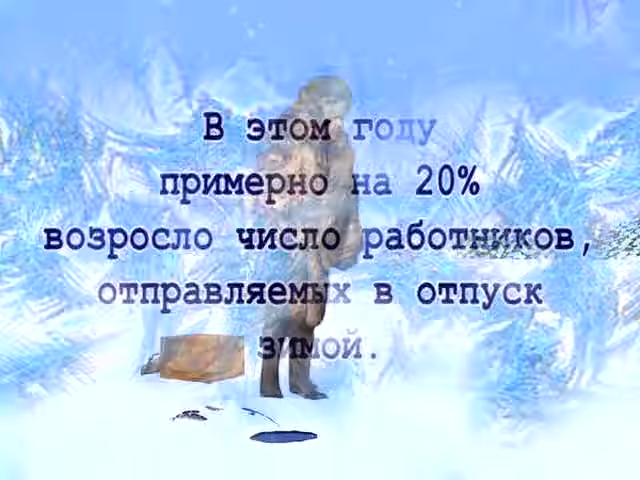 В этом году
примерно на 20%
возросло число работников,
отправляемых в отпуск
зимой.